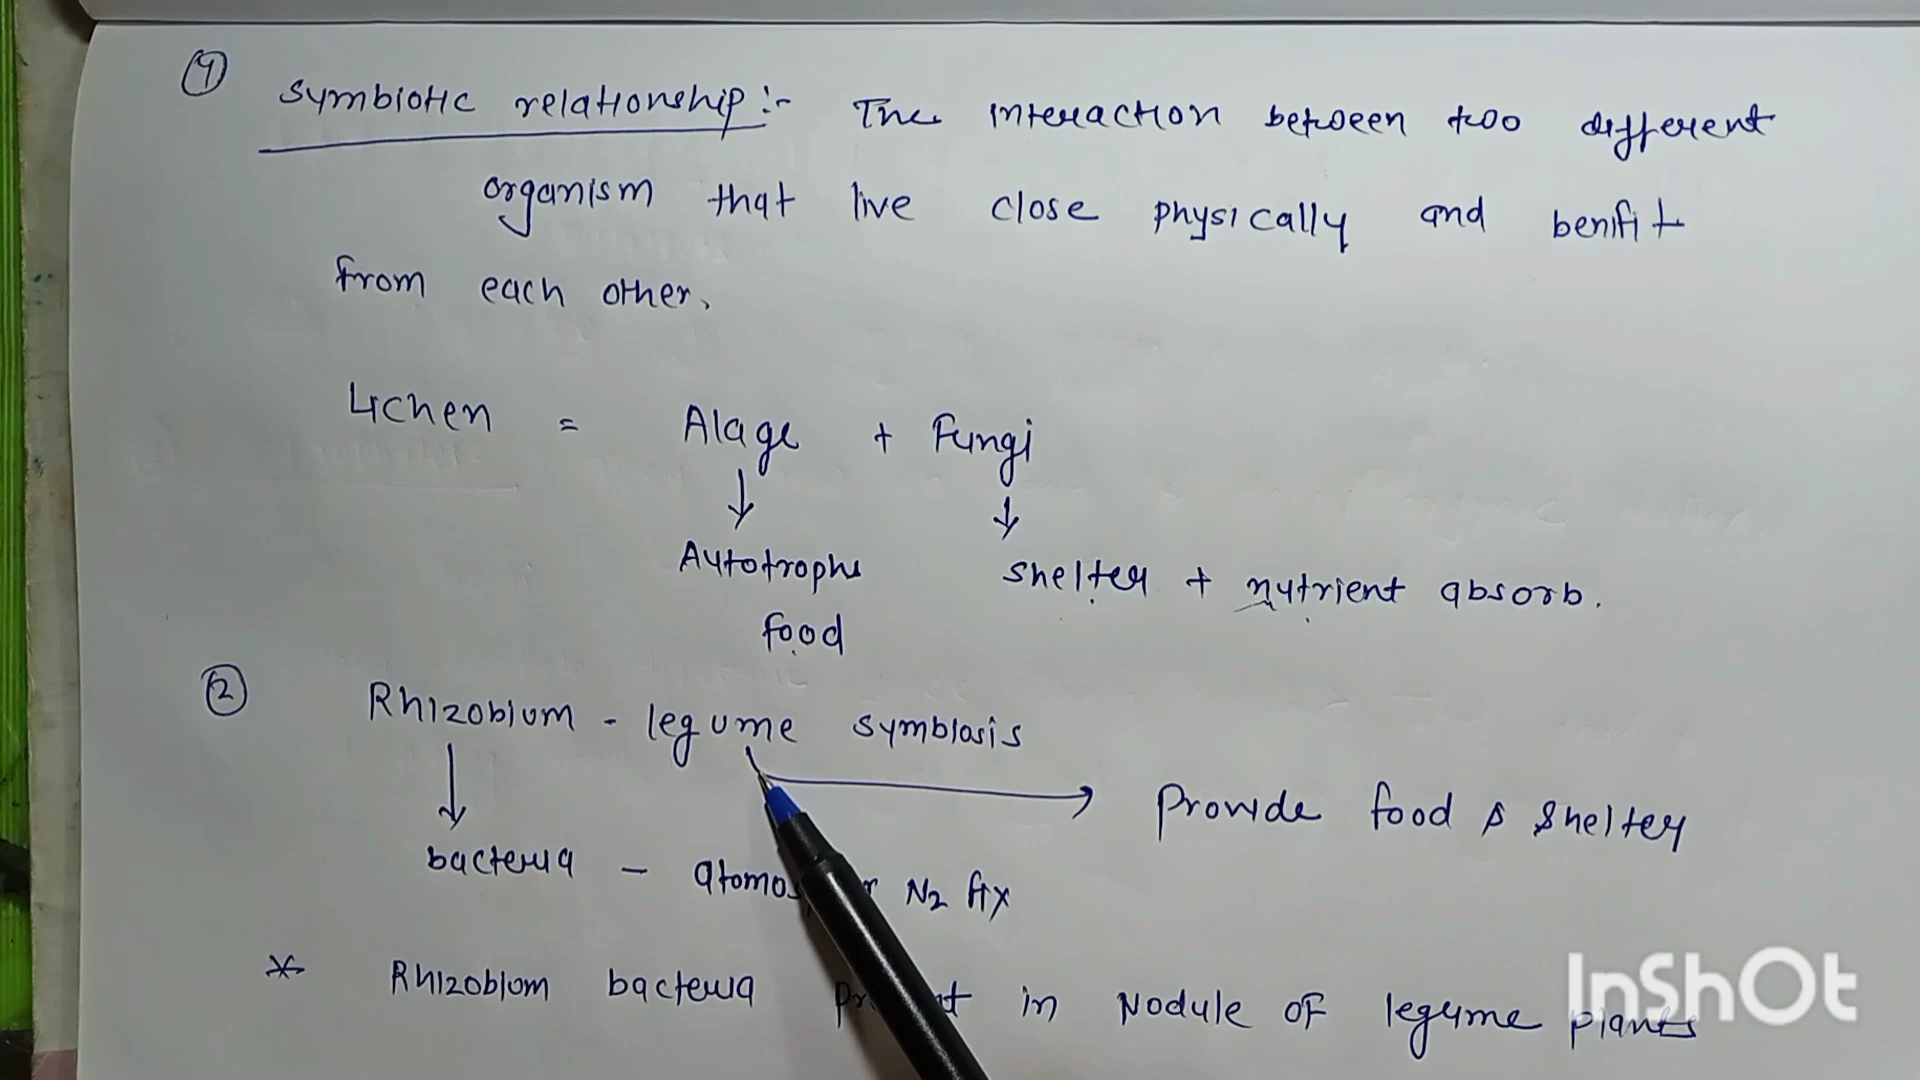 ① Symbiotic relationship :- The interaction between two different
organism that live close physically and benifit
from each other.
Lichen = Alage + Fungi
↓ ↓
Autotrophs shelter + nutrient absorb.
food
② Rhizobium - legume symbiosis
↓ → Provide food & shelter
bacteria - N2 fix
* Rhizobiom bacteria in Nodule of legume plants
InShOt